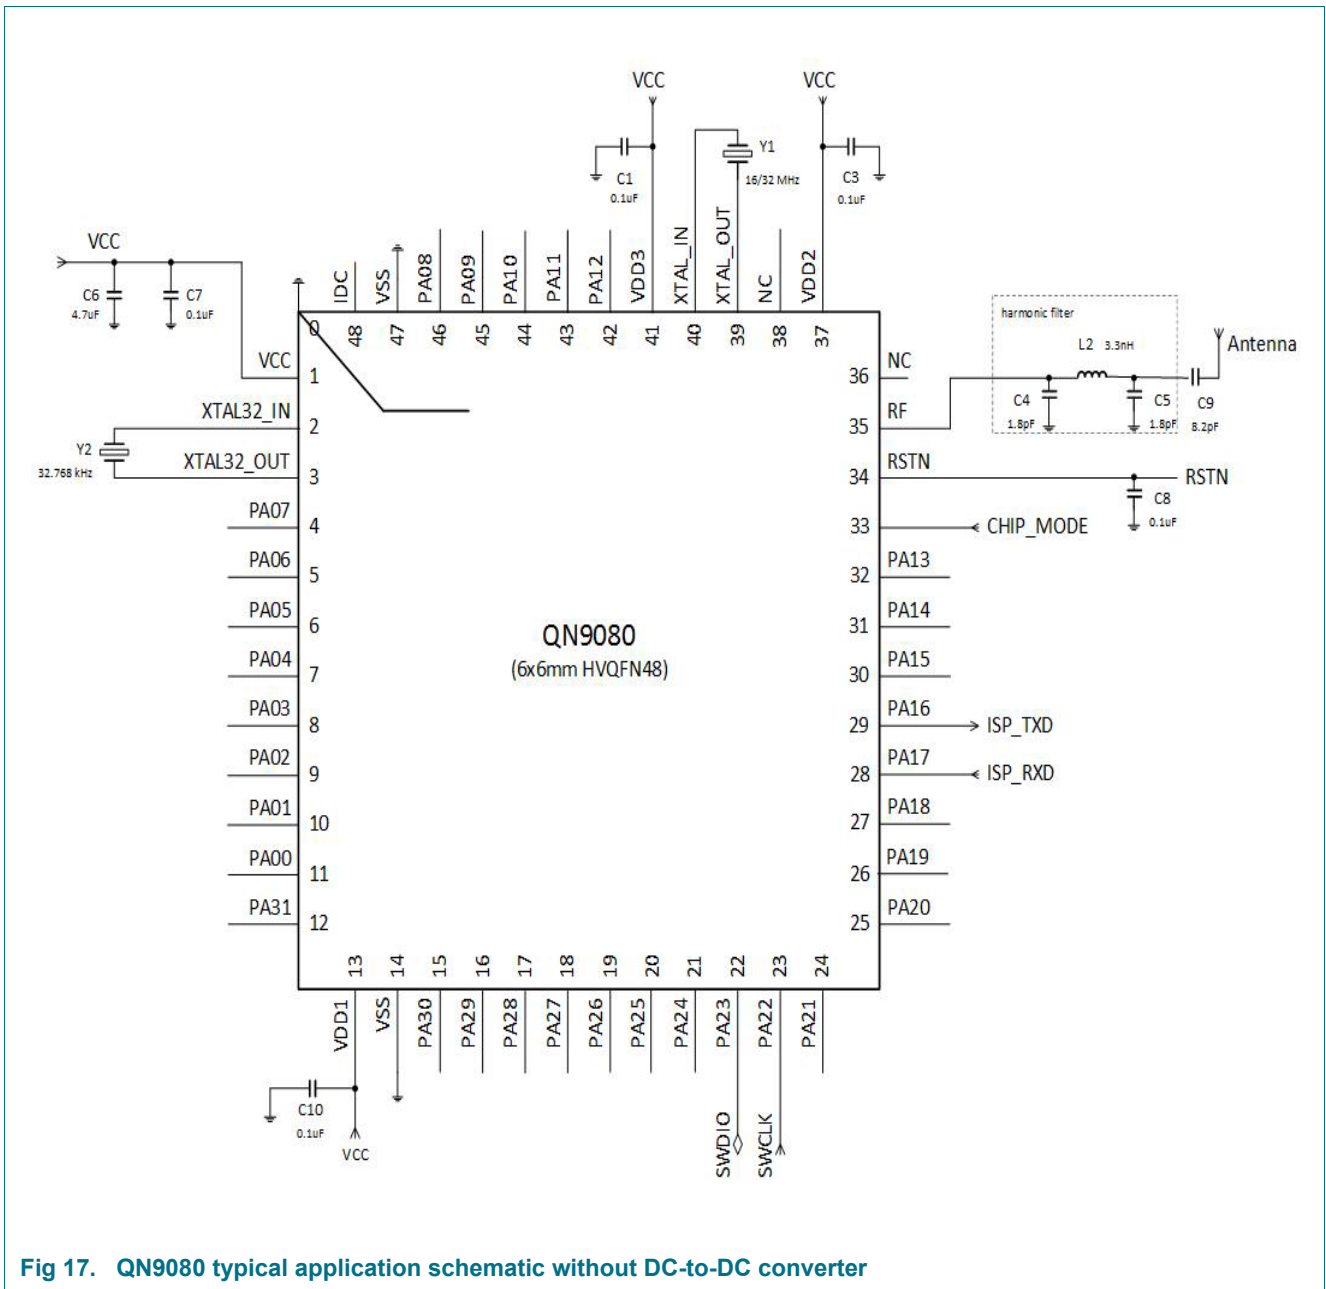 VCC
VCC
C1
0.1uF
Y1
16/32 MHz
C3
0.1uF
VCC
C6
4.7uF
C7
0.1uF
IDC
VSS
PA08
PA09
PA10
PA11
PA12
VDD3
XTAL_IN
XTAL_OUT
NC
VDD2
0
48
47
46
45
44
43
42
41
40
39
38
37
harmonic filter
L2 3.3nH
C4
1.8pF
C5
1.8pF
C9
8.2pF
Antenna
VCC
1
XTAL32_IN
2
Y2
32.768 kHz
XTAL32_OUT
3
PA07
4
PA06
5
PA05
6
PA04
7
PA03
8
PA02
9
PA01
10
PA00
11
PA31
12
QN9080
(6x6mm HVQFN48)
36 NC
35 RF
34 RSTN
RSTN
C8
0.1uF
33
CHIP_MODE
32 PA13
31 PA14
30 PA15
29 PA16
ISP_TXD
28 PA17
ISP_RXD
27 PA18
26 PA19
25 PA20
13
14
15
16
17
18
19
20
21
22
23
24
VDD1
VSS
PA30
PA29
PA28
PA27
PA26
PA25
PA24
PA23
PA22
PA21
C10
0.1uF
VCC
SWDIO
SWCLK
Fig 17. QN9080 typical application schematic without DC-to-DC converter